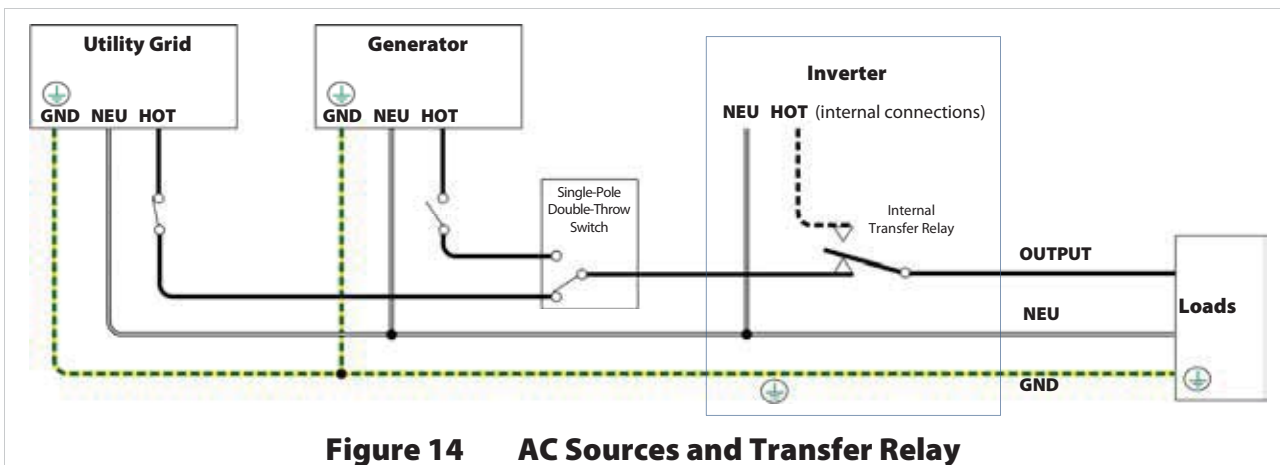 Utility Grid
GND NEU HOT
Generator
GND NEU HOT
Single-Pole
Double-Throw
Switch
Inverter
NEU HOT (internal connections)
Internal
Transfer Relay
OUTPUT
NEU
GND
Loads
Figure 14 AC Sources and Transfer Relay